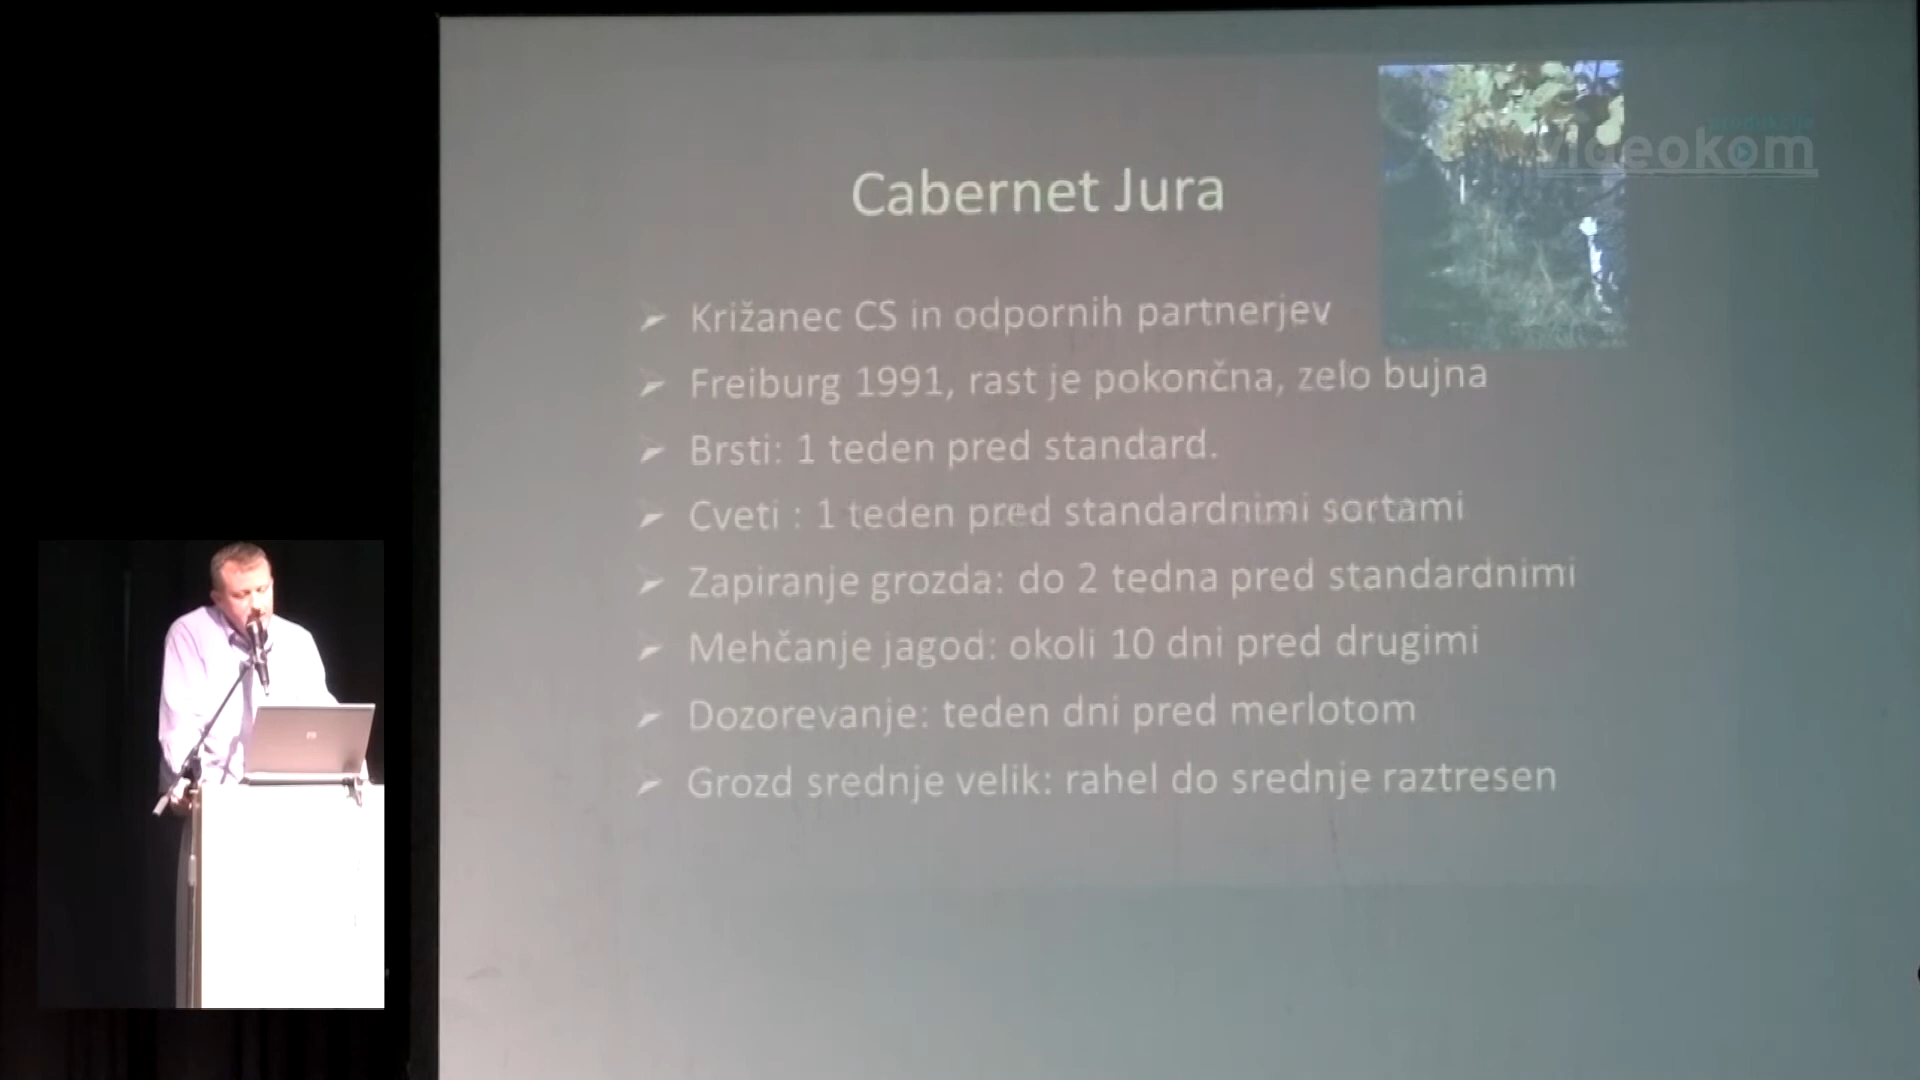 videokom
Cabernet Jura
Križanec CS in odpornih partnerjev
Freiburg 1991, rast je pokončna, zelo bujna
Brsti: 1 teden pred standard.
Cveti : 1 teden pred standardnimi sortami
Zapiranje grozda: do 2 tedna pred standardnimi
Mehčanje jagod: okoli 10 dni pred drugimi
Dozorevanje: teden dni pred merlotom
Grozd srednje velik: rahel do srednje raztresen